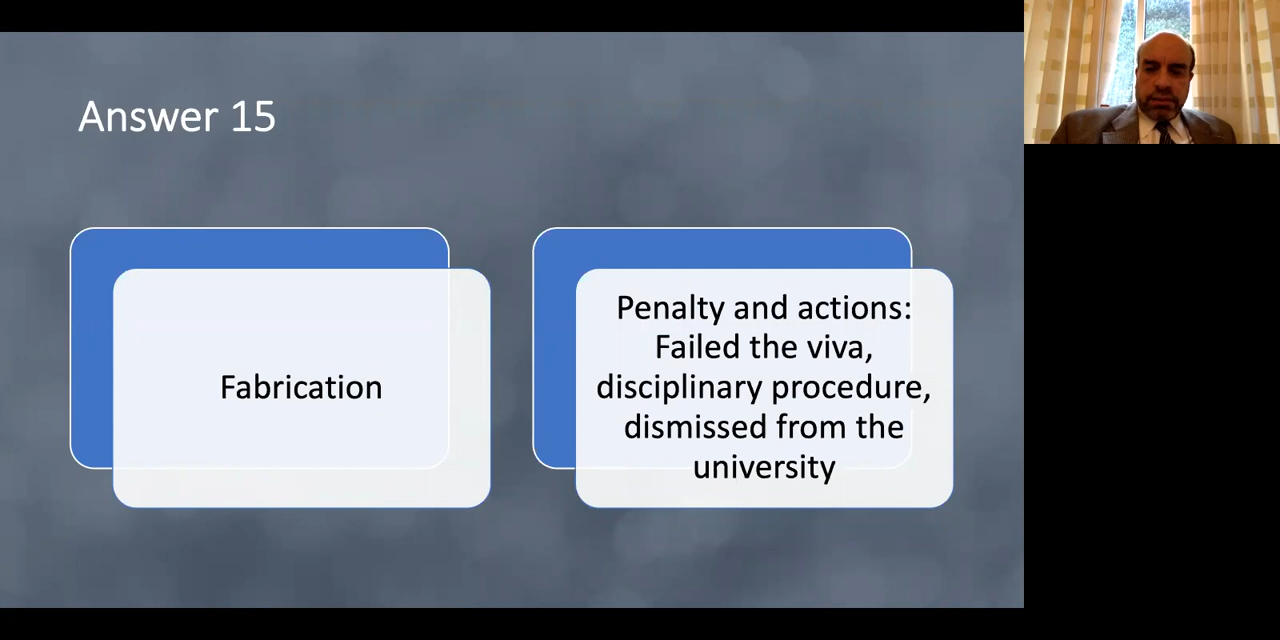 Answer 15
Fabrication
Penalty and actions:
Failed the viva,
disciplinary procedure,
dismissed from the
university